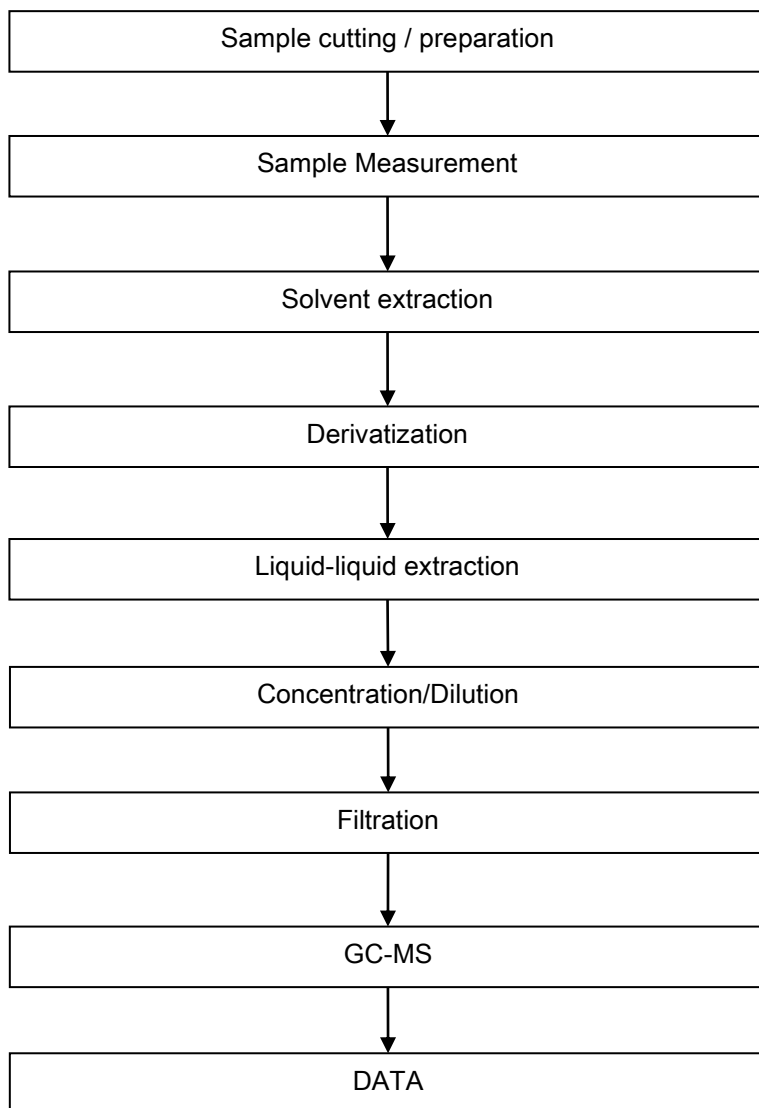 Sample cutting / preparation
Sample Measurement
Solvent extraction
Derivatization
Liquid-liquid extraction
Concentration/Dilution
Filtration
GC-MS
DATA